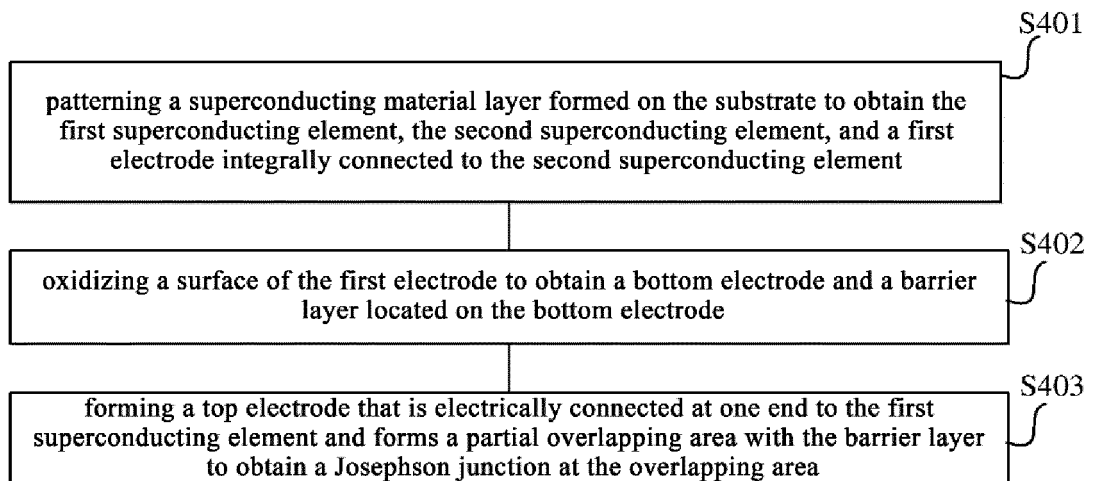 S401
patterning a superconducting material layer formed on the substrate to obtain the
first superconducting element, the second superconducting element, and a first
electrode integrally connected to the second superconducting element
S402
oxidizing a surface of the first electrode to obtain a bottom electrode and a barrier
layer located on the bottom electrode
S403
forming a top electrode that is electrically connected at one end to the first
superconducting element and forms a partial overlapping area with the barrier layer
to obtain a Josephson junction at the overlapping area